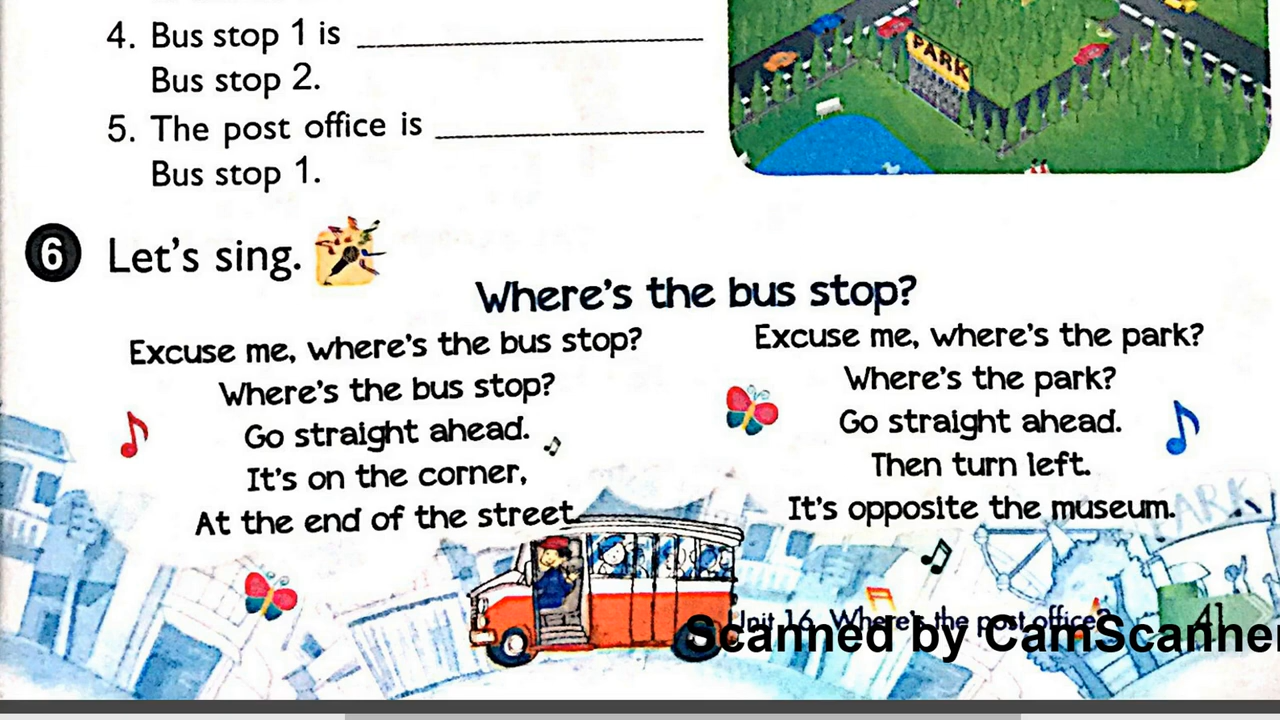 4. Bus stop 1 is
Bus stop 2.
5. The post office is
Bus stop 1.
PARK
6 Let's sing.
Where's the bus stop?
Excuse me, where's the bus stop?
Where's the bus stop?
Go straight ahead.
It's on the corner,
At the end of the street.
Excuse me, where's the park?
Where's the park?
Go straight ahead.
Then turn left.
It's opposite the museum.
PARK
Unit 16 Where's the post office? 41
Scanned by CamScanner